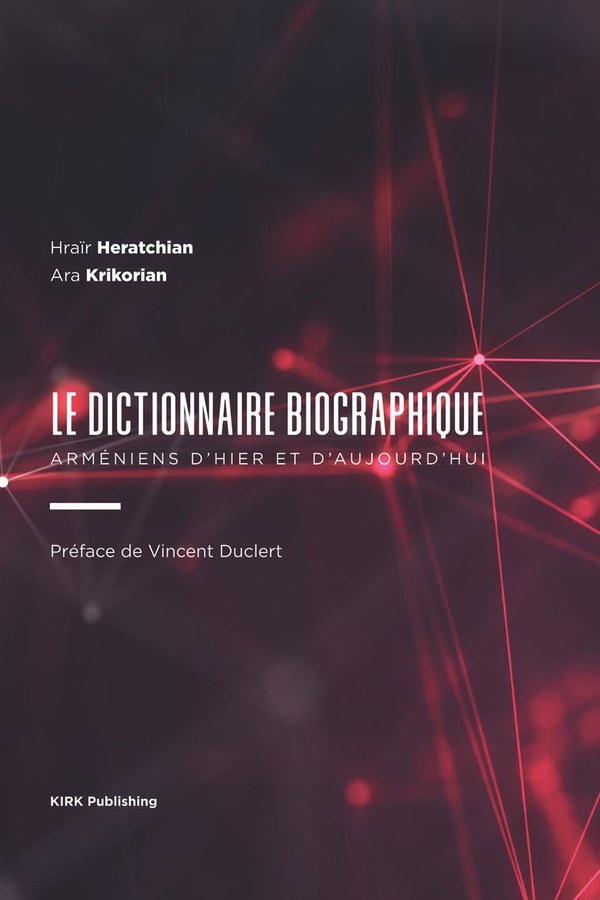 Hraïr Heratchian
Ara Krikorian
LE DICTIONNAIRE BIOGRAPHIQUE
ARMÉNIENS D'HIER ET D'AUJOURD'HUI
Préface de Vincent Duclert
KIRK Publishing